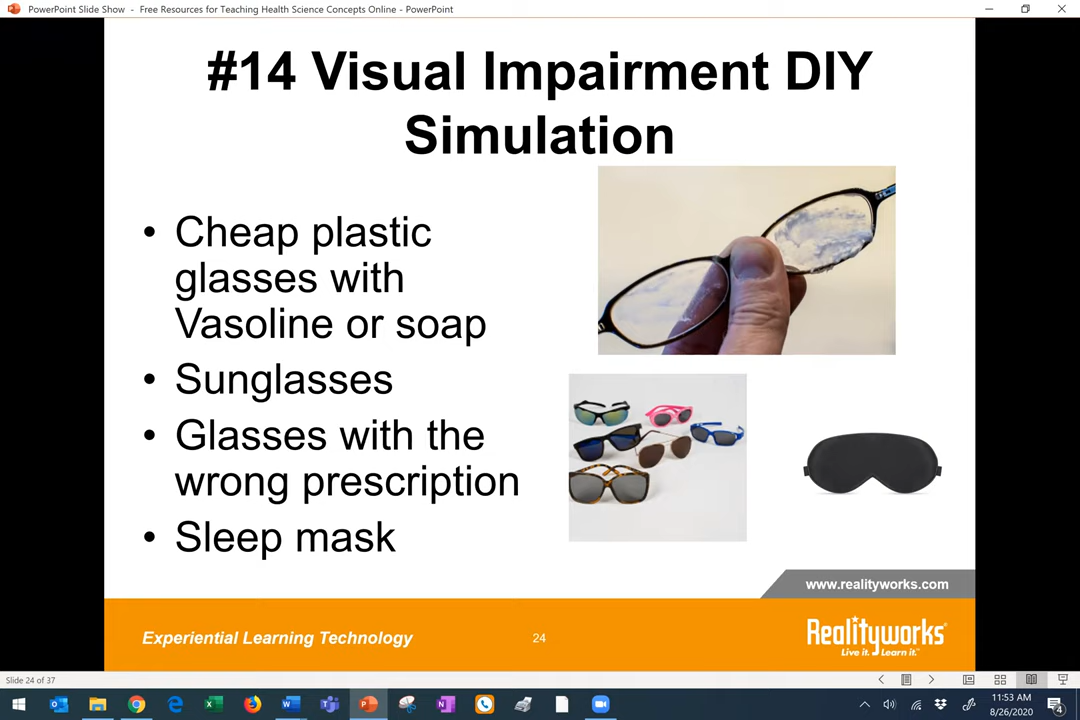 PowerPoint Slide Show - Free Resources for Teaching Health Science Concepts Online - PowerPoint
#14 Visual Impairment DIY
Simulation
• Cheap plastic
glasses with
Vasoline or soap
• Sunglasses
• Glasses with the
wrong prescription
• Sleep mask
www.realityworks.com
Experiential Learning Technology
24
Realityworks
Live it. Learn it.™
Slide 24 of 37
11:53 AM
8/26/2020
4